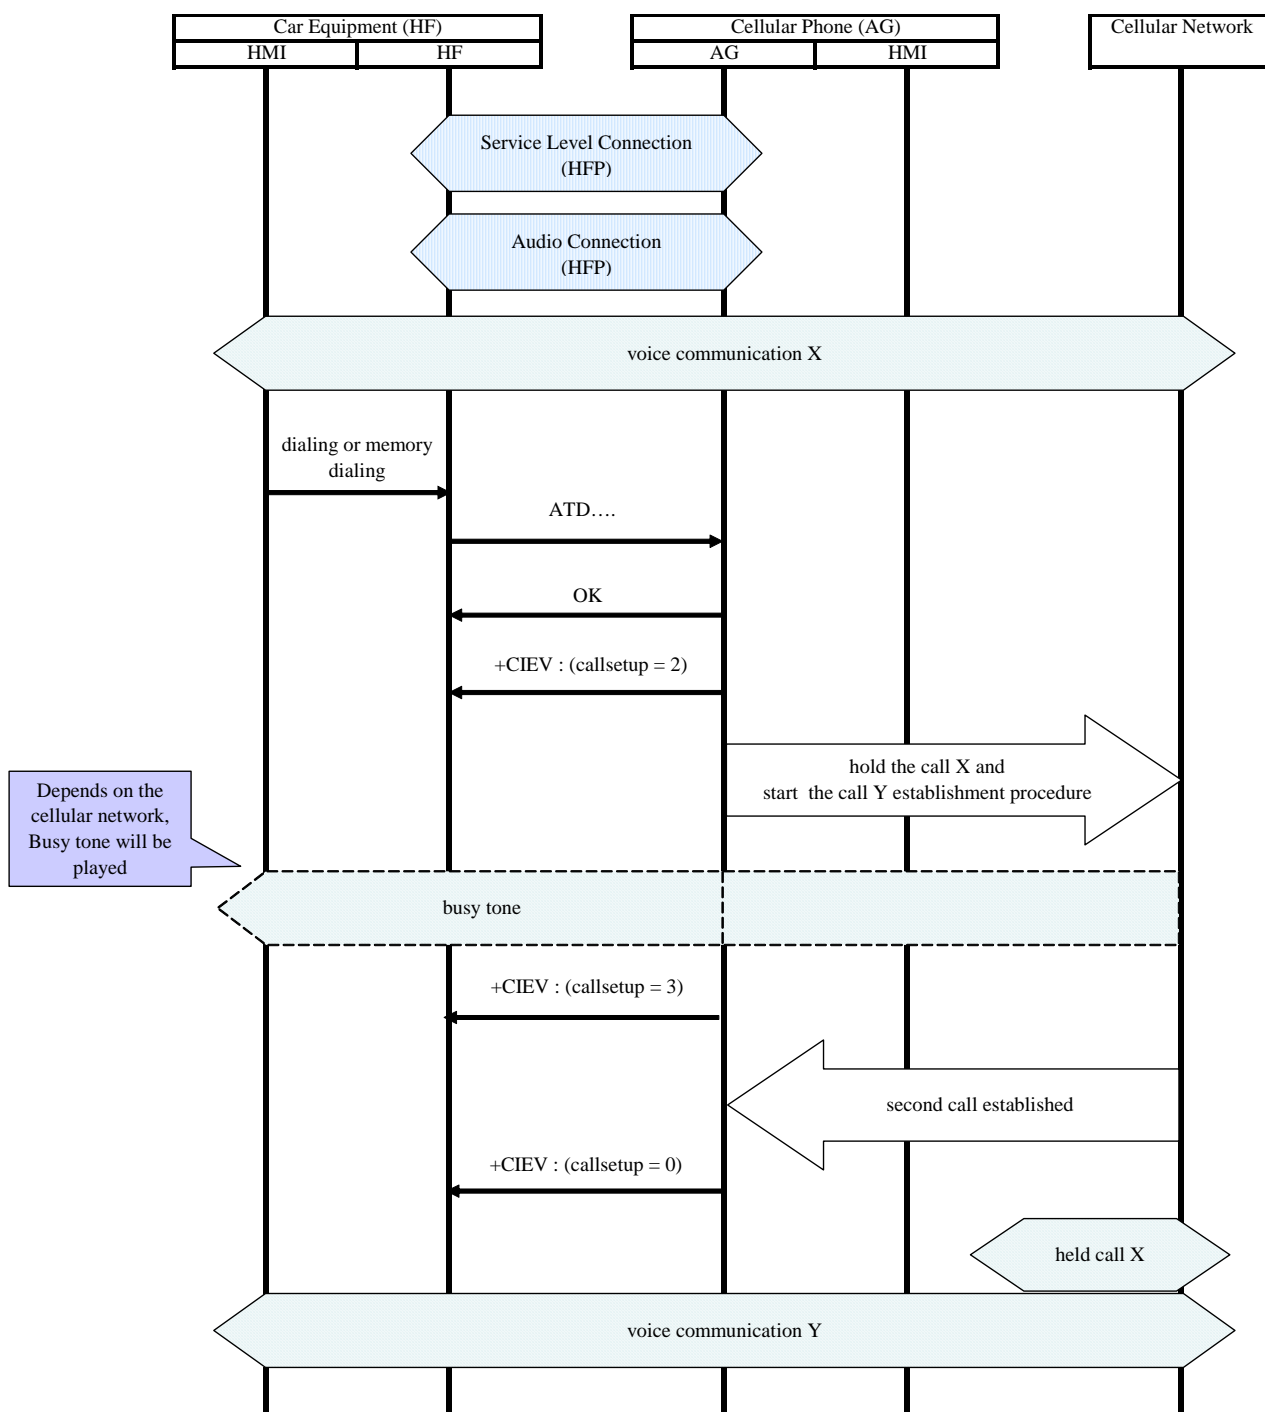 Car Equipment (HF)
Cellular Phone (AG)
Cellular Network
HMI
HF
AG
HMI
Service Level Connection
(HFP)
Audio Connection
(HFP)
voice communication X
dialing or memory
dialing
ATD….
OK
+CIEV : (callsetup = 2)
hold the call X and
start the call Y establishment procedure
Depends on the
cellular network,
Busy tone will be
played
busy tone
+CIEV : (callsetup = 3)
second call established
+CIEV : (callsetup = 0)
held call X
voice communication Y